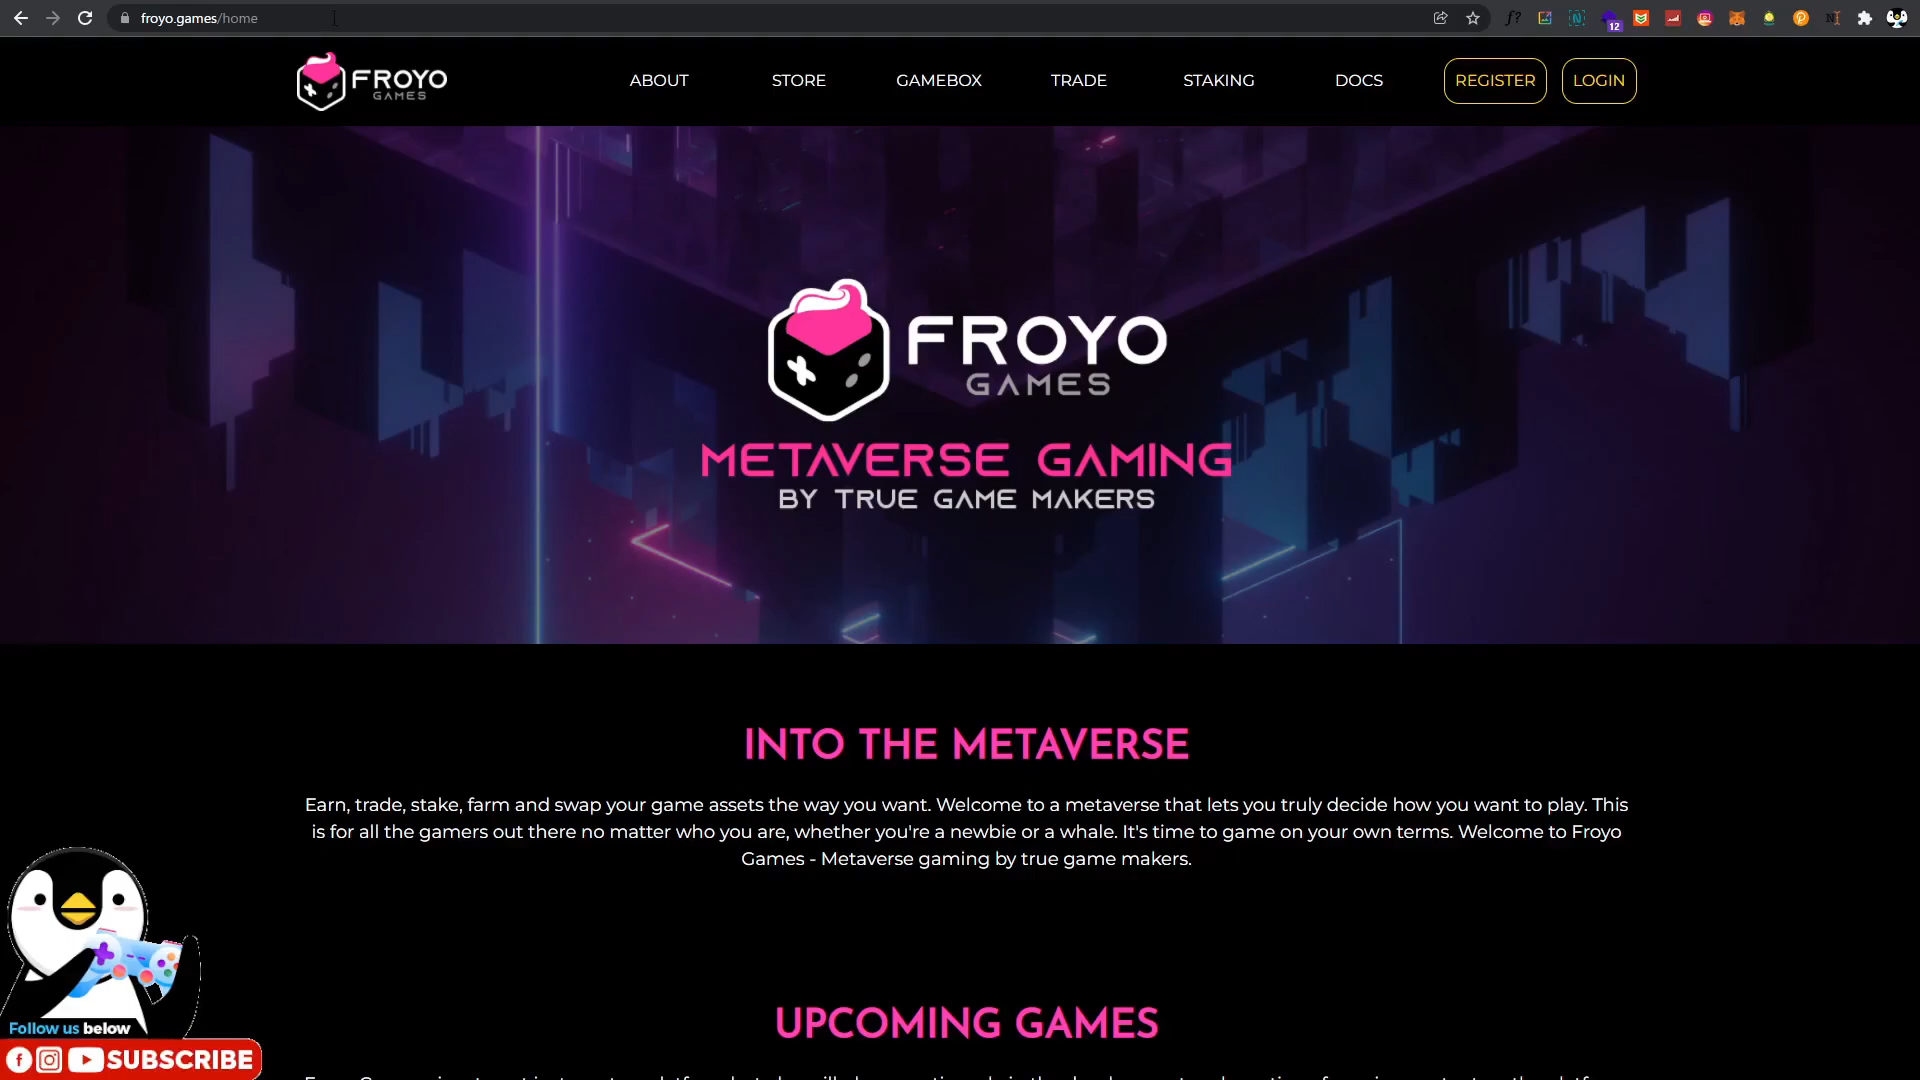 froyo.games/home
12
FROYO
GAMES
ABOUT
STORE
GAMEBOX
TRADE
STAKING
DOCS
REGISTER
LOGIN
FROYO
GAMES
METAVERSE GAMING
BY TRUE GAME MAKERS
INTO THE METAVERSE
Earn, trade, stake, farm and swap your game assets the way you want. Welcome to a metaverse that lets you truly decide how you want to play. This
is for all the gamers out there no matter who you are, whether you're a newbie or a whale. It's time to game on your own terms. Welcome to Froyo
Games - Metaverse gaming by true game makers.
UPCOMING GAMES
Follow us below
SUBSCRIBE